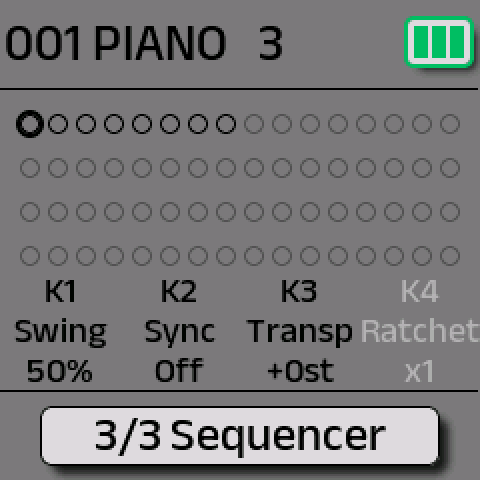 001 PIANO 3
K1 K2 K3 K4
Swing Sync Transp Ratchet
50% Off +0st x1
3/3 Sequencer